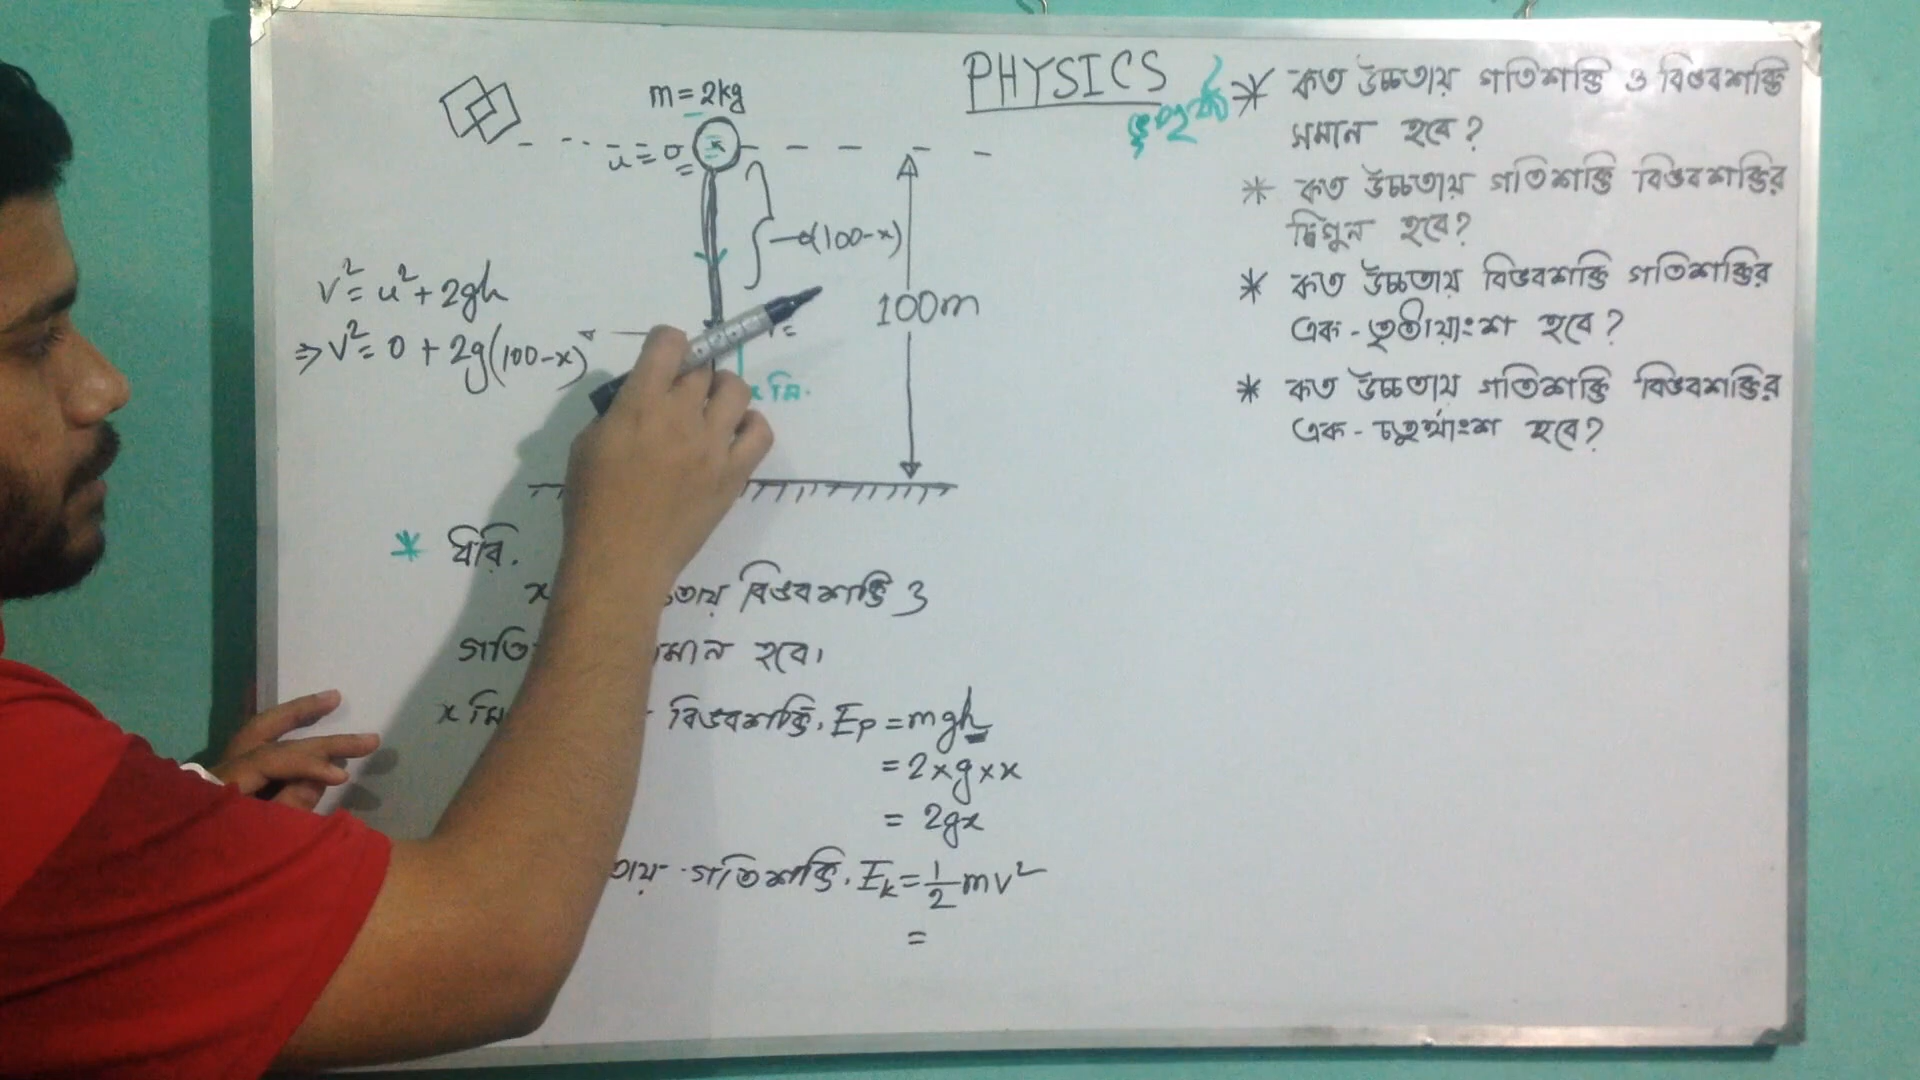 PHYSICS
m = 2kg
u = 0
(100-x)
100m
v² = u² + 2gh
⇒ v² = 0 + 2g(100-x)
x মি.
* ধরি,
x তায় বিভবশক্তি ও
গতি মান হবে।
x মি বিভবশক্তি, Ep = mgh
= 2×g×x
= 2gx
তায় গতিশক্তি, Ek = 1/2 mv²
=
* কত উচ্চতায় গতিশক্তি ও বিভবশক্তি
সমান হবে?
* কত উচ্চতায় গতিশক্তি বিভবশক্তির
দ্বিগুন হবে?
* কত উচ্চতায় বিভবশক্তি গতিশক্তির
এক-তৃতীয়াংশ হবে?
* কত উচ্চতায় গতিশক্তি বিভবশক্তির
এক-চতুর্থাংশ হবে?